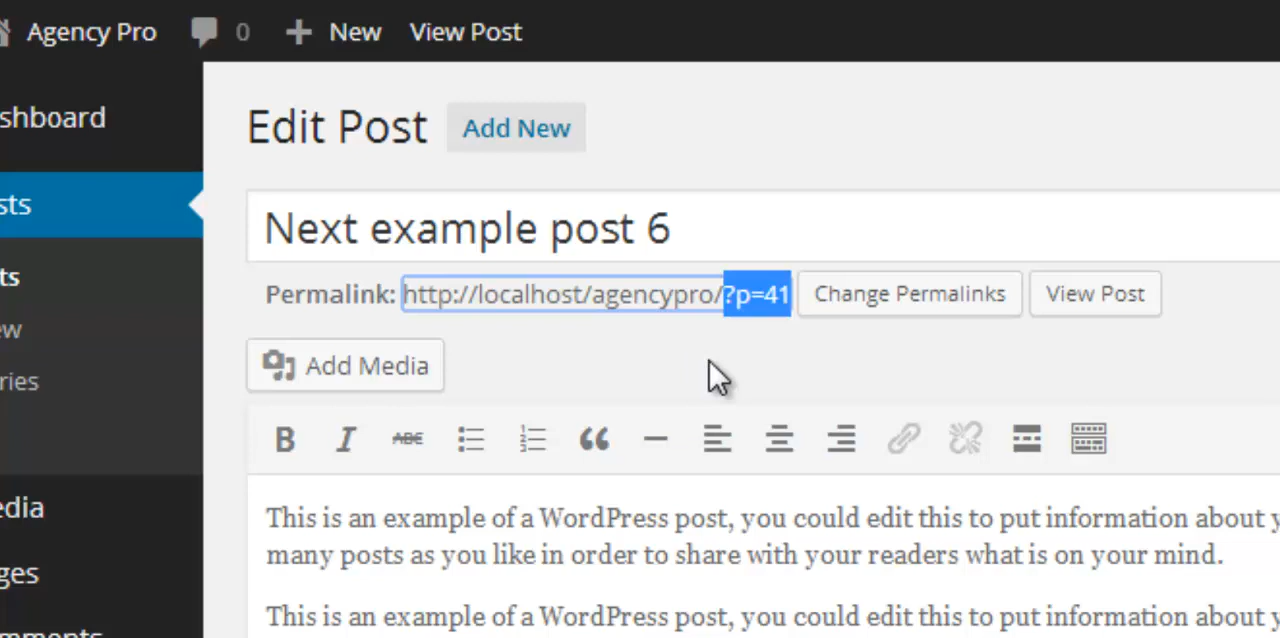 Agency Pro 0 New View Post
shboard
Edit Post Add New
sts
Next example post 6
ts
Permalink: http://localhost/agencypro/?p=41 Change Permalinks View Post
ew
Add Media
ries
B I ABC
edia
This is an example of a WordPress post, you could edit this to put information about y
many posts as you like in order to share with your readers what is on your mind.
ges
This is an example of a WordPress post, you could edit this to put information about y
omments